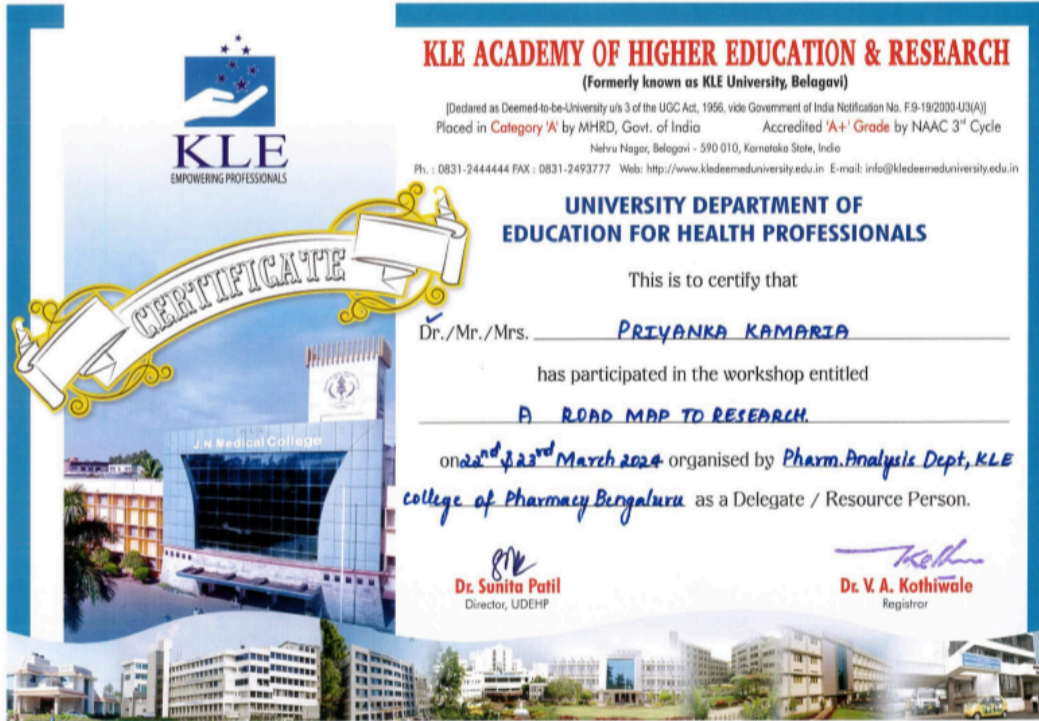 KLE
EMPOWERING PROFESSIONALS
KLE ACADEMY OF HIGHER EDUCATION & RESEARCH
(Formerly known as KLE University, Belagavi)
[Declared as Deemed-to-be-University u/s 3 of the UGC Act, 1956, vide Government of India Notification No. F.9-19/2000-U3(A)]
Placed in Category 'A' by MHRD, Govt. of India Accredited 'A+' Grade by NAAC 3rd Cycle
Nehru Nagar, Belagavi - 590 010, Karnataka State, India
Ph. : 0831-2444444 FAX : 0831-2493777 Web: http://www.kledeemeduniversity.edu.in E-mail: info@kledeemeduniversity.edu.in
UNIVERSITY DEPARTMENT OF
EDUCATION FOR HEALTH PROFESSIONALS
CERTIFICATE
This is to certify that
Dr./Mr./Mrs. PRIYANKA KAMARIA
has participated in the workshop entitled
A ROAD MAP TO RESEARCH.
on 22nd & 23rd March 2024 organised by Pharm.Analysis Dept, KLE
college of Pharmacy Bengaluru as a Delegate / Resource Person.
J.N Medical College
Dr. Sunita Patil
Director, UDEHP
Dr. V. A. Kothiwale
Registrar